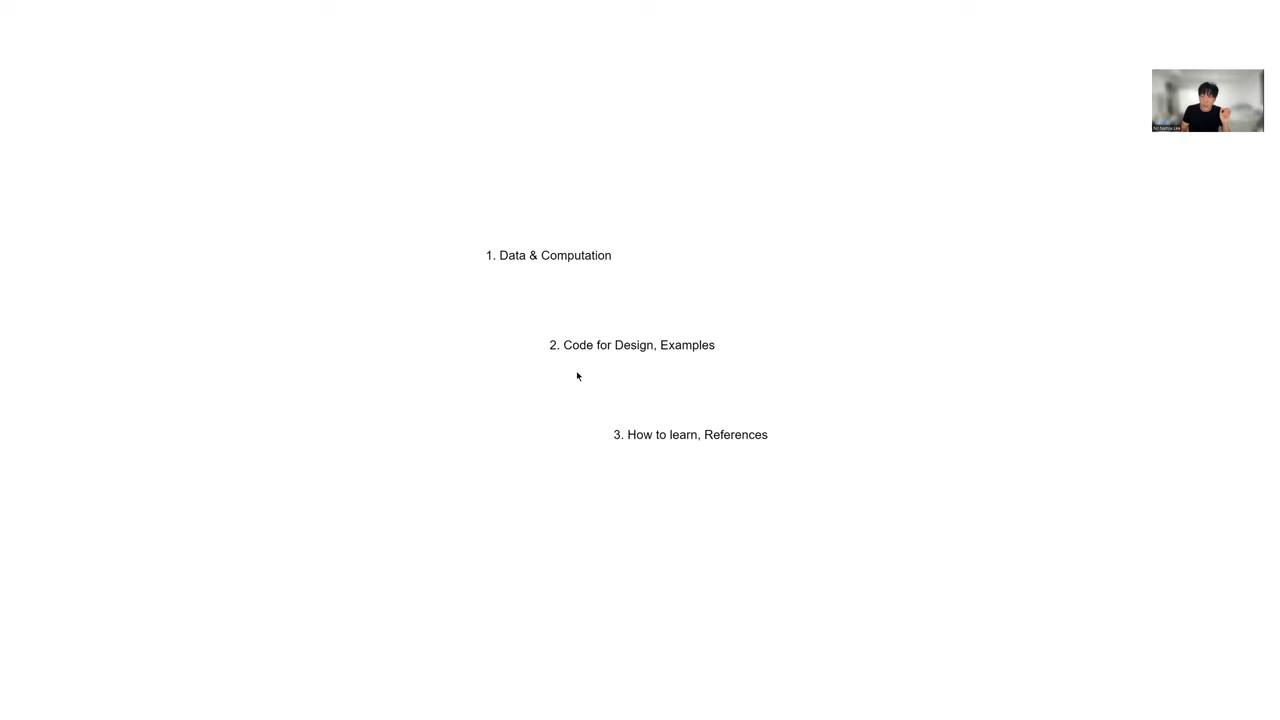 1. Data & Computation
2. Code for Design, Examples
3. How to learn, References